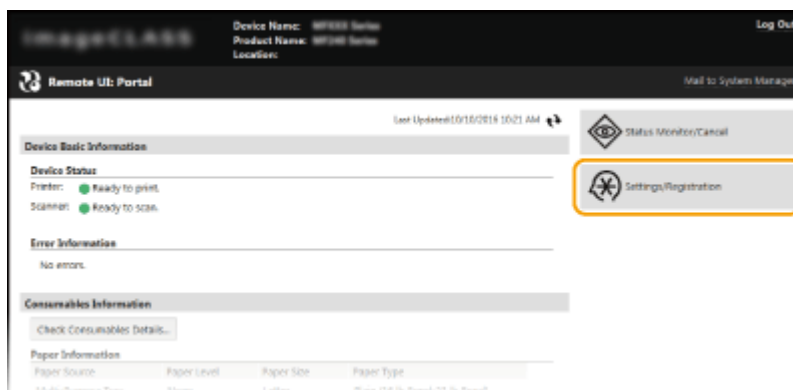 imageCLASS
Device Name:
Product Name:
Location:
Log Out
Remote UI: Portal
Mail to System Manager
Last Updated:10/10/2016 10:21 AM
Status Monitor/Cancel
Device Basic Information
Device Status
Printer: Ready to print.
Scanner: Ready to scan.
Settings/Registration
Error Information
No errors.
Consumables Information
Check Consumables Details...
Paper Information
Paper Source Paper Level Paper Size Paper Type